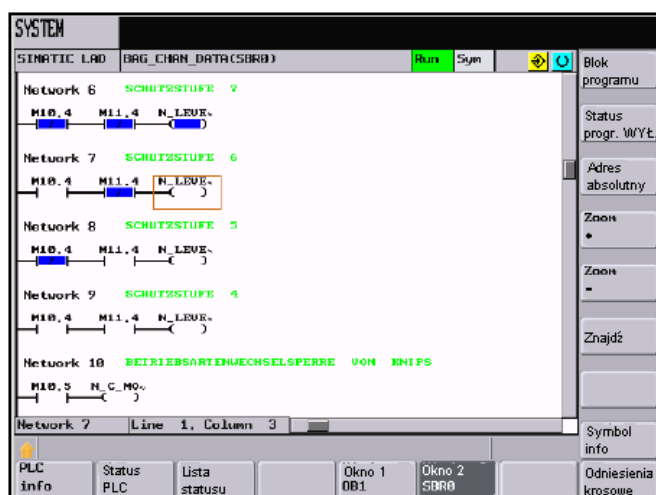 SYSTEM
SIMATIC LAD BAG_CHAN_DATA(SBR0) Run Sym
Blok programu
Network 6 SCHUTZSTUFE 7
M10.4 M11.4 N_LEVE~
Status progr. WYŁ.
Network 7 SCHUTZSTUFE 6
M10.4 M11.4 N_LEVE~
Adres absolutny
Network 8 SCHUTZSTUFE 5
M10.4 M11.4 N_LEVE~
Zoom +
Network 9 SCHUTZSTUFE 4
M10.4 M11.4 N_LEVE~
Zoom -
Znajdź
Network 10 BETRIEBSARTENWECHSELSPERRE VON KNIPS
M10.5 N_C_MO~
Network 7 Line 1, Column 3
Symbol info
PLC info
Status PLC
Lista statusu
Okno 1 OB1
Okno 2 SBR0
Odniesienia krosowe